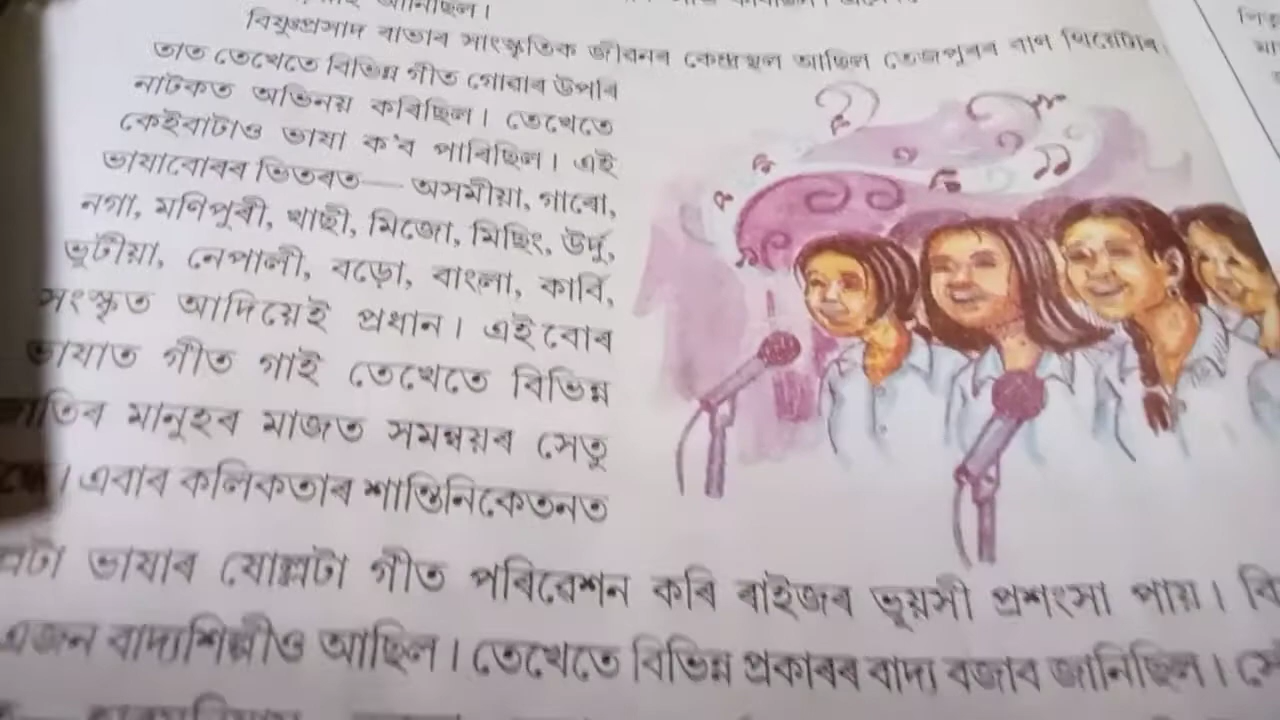 আনিছিল।
বিষ্ণুপ্ৰসাদ ৰাভাৰ সাংস্কৃতিক জীৱনৰ কেন্দ্ৰস্থল আছিল তেজপুৰৰ বাণ থিয়েটাৰ।
তাত তেখেতে বিভিন্ন গীত গোৱাৰ উপৰি
নাটকত অভিনয় কৰিছিল। তেখেতে
কেইবাটাও ভাষা ক'ব পাৰিছিল। এই
ভাষাবোৰৰ ভিতৰত— অসমীয়া, গাৰো,
নগা, মণিপুৰী, খাছী, মিজো, মিছিং, উৰ্দু,
ভূটীয়া, নেপালী, বড়ো, বাংলা, কাৰ্বি,
সংস্কৃত আদিয়েই প্ৰধান। এইবোৰ
ভাষাত গীত গাই তেখেতে বিভিন্ন
জাতিৰ মানুহৰ মাজত সমন্বয়ৰ সেতু
। এবাৰ কলিকতাৰ শান্তিনিকেতনত
ভাষাৰ ষোল্লটা গীত পৰিৱেশন কৰি ৰাইজৰ ভূয়সী প্ৰশংসা পায়।
এজন বাদ্যশিল্পীও আছিল। তেখেতে বিভিন্ন প্ৰকাৰৰ বাদ্য বজাব জানিছিল।